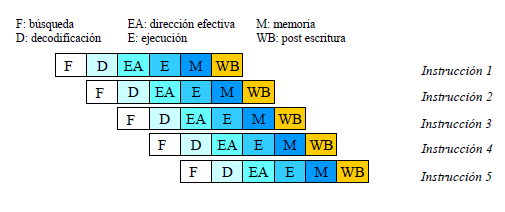 F: búsqueda EA: dirección efectiva M: memoria
D: decodificación E: ejecución WB: post escritura
F D EA E M WB Instrucción 1
F D EA E M WB Instrucción 2
F D EA E M WB Instrucción 3
F D EA E M WB Instrucción 4
F D EA E M WB Instrucción 5